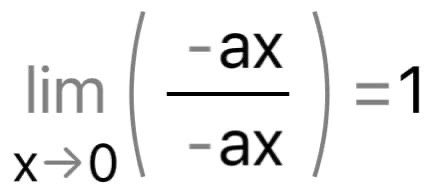 lim x→0 ( -ax / -ax ) = 1